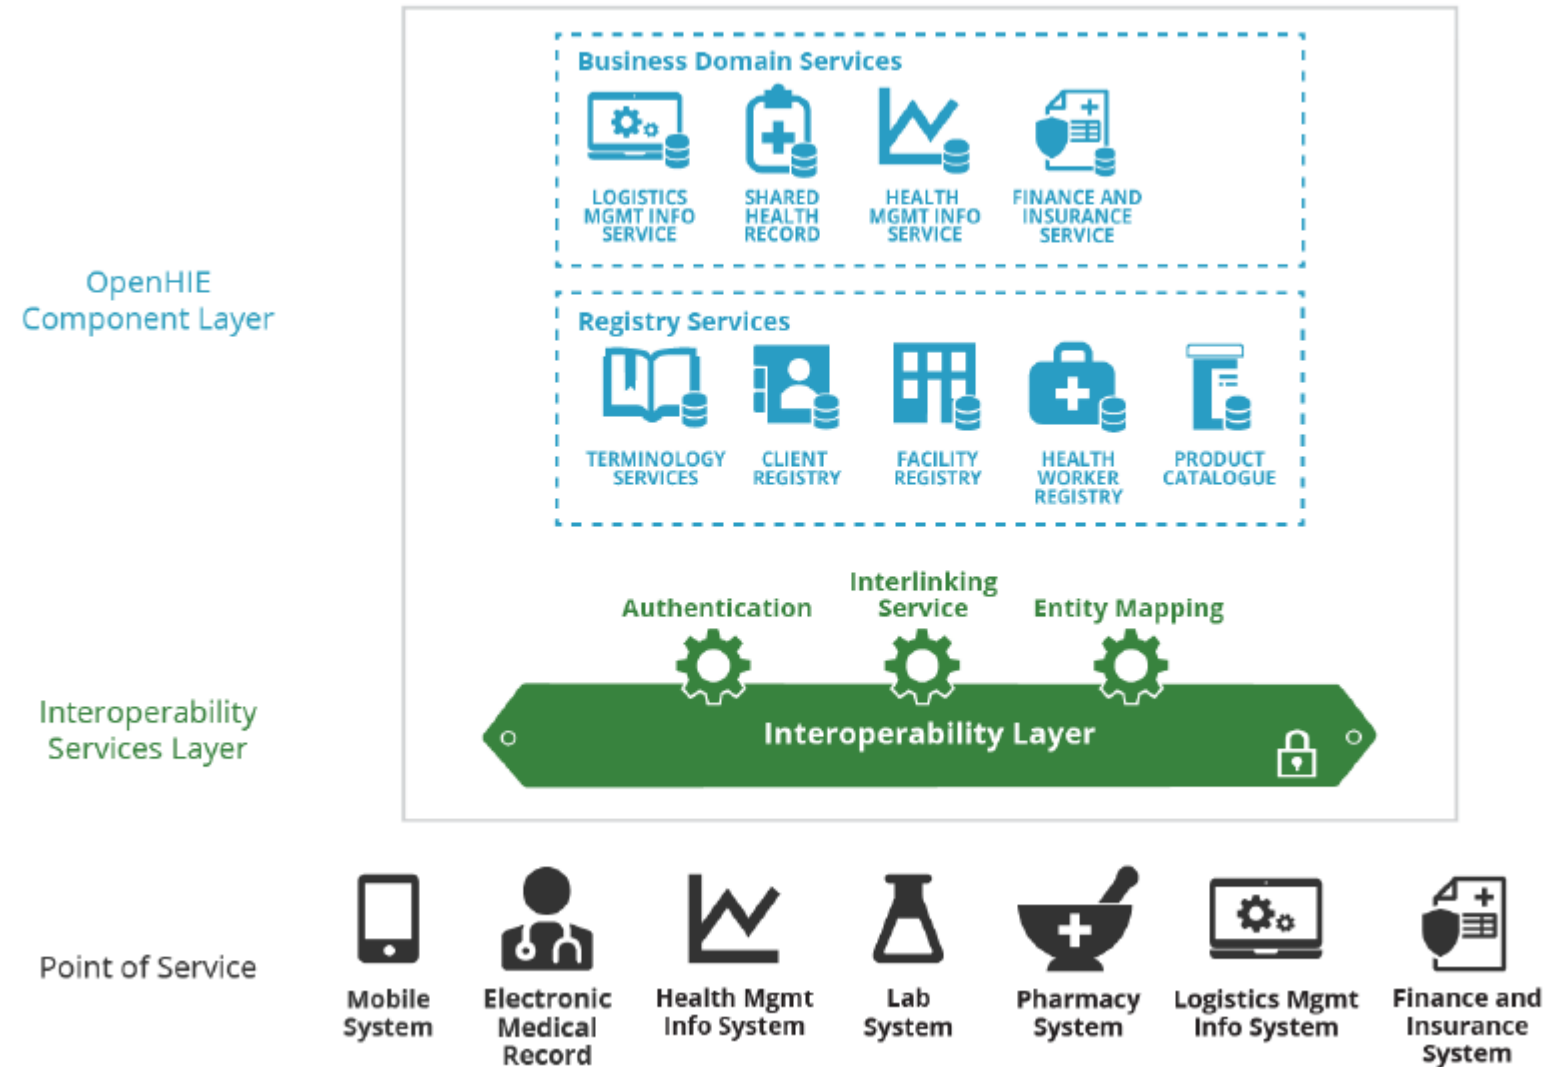 Business Domain Services
LOGISTICS
MGMT INFO
SERVICE
SHARED
HEALTH
RECORD
HEALTH
MGMT INFO
SERVICE
FINANCE AND
INSURANCE
SERVICE
OpenHIE
Component Layer
Registry Services
TERMINOLOGY
SERVICES
CLIENT
REGISTRY
FACILITY
REGISTRY
HEALTH
WORKER
REGISTRY
PRODUCT
CATALOGUE
Authentication
Interlinking
Service
Entity Mapping
Interoperability
Services Layer
Interoperability Layer
Point of Service
Mobile
System
Electronic
Medical
Record
Health Mgmt
Info System
Lab
System
Pharmacy
System
Logistics Mgmt
Info System
Finance and
Insurance
System